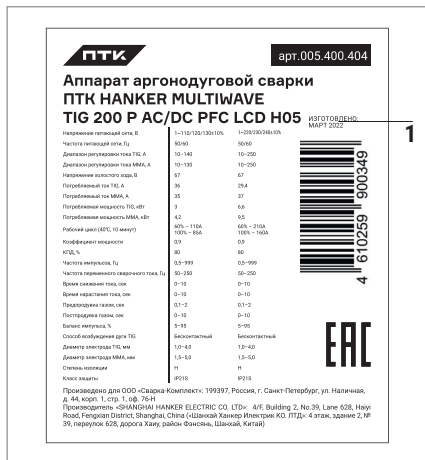 ПТК
арт.005.400.404
Аппарат аргонодуговой сварки
ПТК HANKER MULTIWAVE
TIG 200 P AC/DC PFC LCD H05
ИЗГОТОВЛЕНО:
МАРТ 2022
1
Напряжение питающей сети, В 1~110/120/130±10% 1~220/230/240±10%
Частота питающей сети, Гц 50/60 50/60
Диапазон регулировки тока TIG, А 10–140 10–250
Диапазон регулировки тока ММА, А 10–130 10–250
Напряжение холостого хода, В 67 67
Потребляемый ток TIG, А 36 29,4
Потребляемый ток ММА, А 35 37
Потребляемая мощность TIG, кВт 3 6,6
Потребляемая мощность ММА, кВт 4,2 9,5
Рабочий цикл (40°C, 10 минут) 60% – 110А 60% – 210А
100% – 85А 100% – 160А
Коэффициент мощности 0,9 0,9
КПД, % 80 80
Частота импульсов, Гц 0,5–999 0,5–999
Частота переменного сварочного тока, Гц 50–250 50–250
Время снижения тока, сек 0–10 0–10
Время нарастания тока, сек 0–10 0–10
Предпродувка газом, сек 0,1–2 0,1–2
Постпродувка газом, сек 0–10 0–10
Баланс импульса, % 5–95 5–95
Способ возбуждения дуги TIG Бесконтактный Бесконтактный
Диаметр электрода TIG, мм 1,0–4,0 1,0–4,0
Диаметр электрода ММА, мм 1,5–5,0 1,5–5,0
Степень изоляции H H
Класс защиты IP21S IP21S
4 610259 900349
EAC
Произведено для ООО «Сварка-Комплект»: 199397, Россия, г. Санкт-Петербург, ул. Наличная,
д. 44, корп. 1, стр. 1, оф. 76-Н
Производитель «SHANGHAI HANKER ELECTRIC CO. LTD»: 4/F, Building 2, No.39, Lane 628, Haiyi
Road, Fengxian District, Shanghai, China («Шанхай Ханкер Илектрик КО. ЛТД»: 4 этаж, здание 2, №
39, переулок 628, дорога Хаиу, район Фэнсянь, Шанхай, Китай)